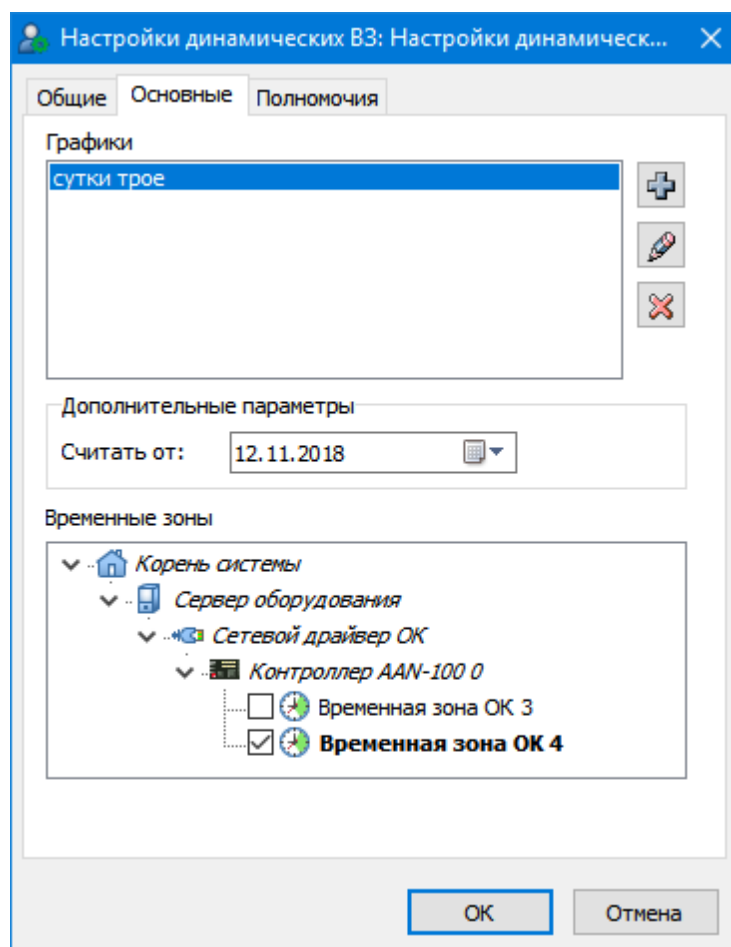 Настройки динамических ВЗ: Настройки динамическ...
Общие Основные Полномочия
Графики
сутки трое
Дополнительные параметры
Считать от: 12.11.2018
Временные зоны
Корень системы
Сервер оборудования
Сетевой драйвер ОК
Контроллер AAN-100 0
Временная зона ОК 3
Временная зона ОК 4
ОК Отмена